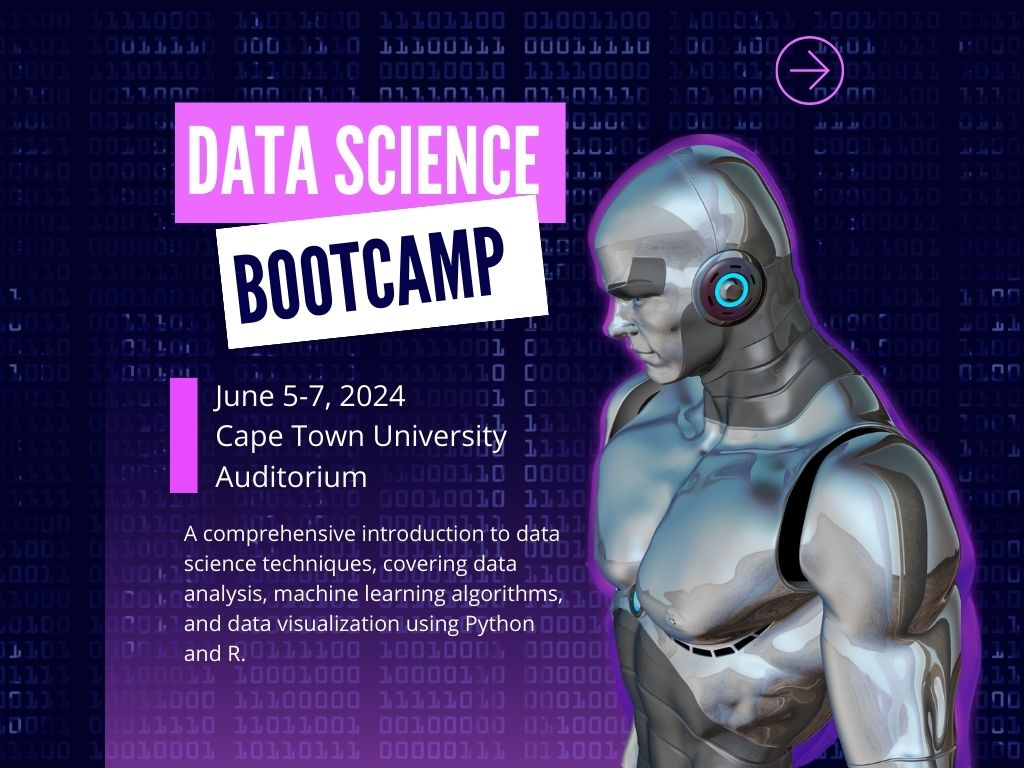 DATA SCIENCE
BOOTCAMP
June 5-7, 2024
Cape Town University
Auditorium
A comprehensive introduction to data
science techniques, covering data
analysis, machine learning algorithms,
and data visualization using Python
and R.